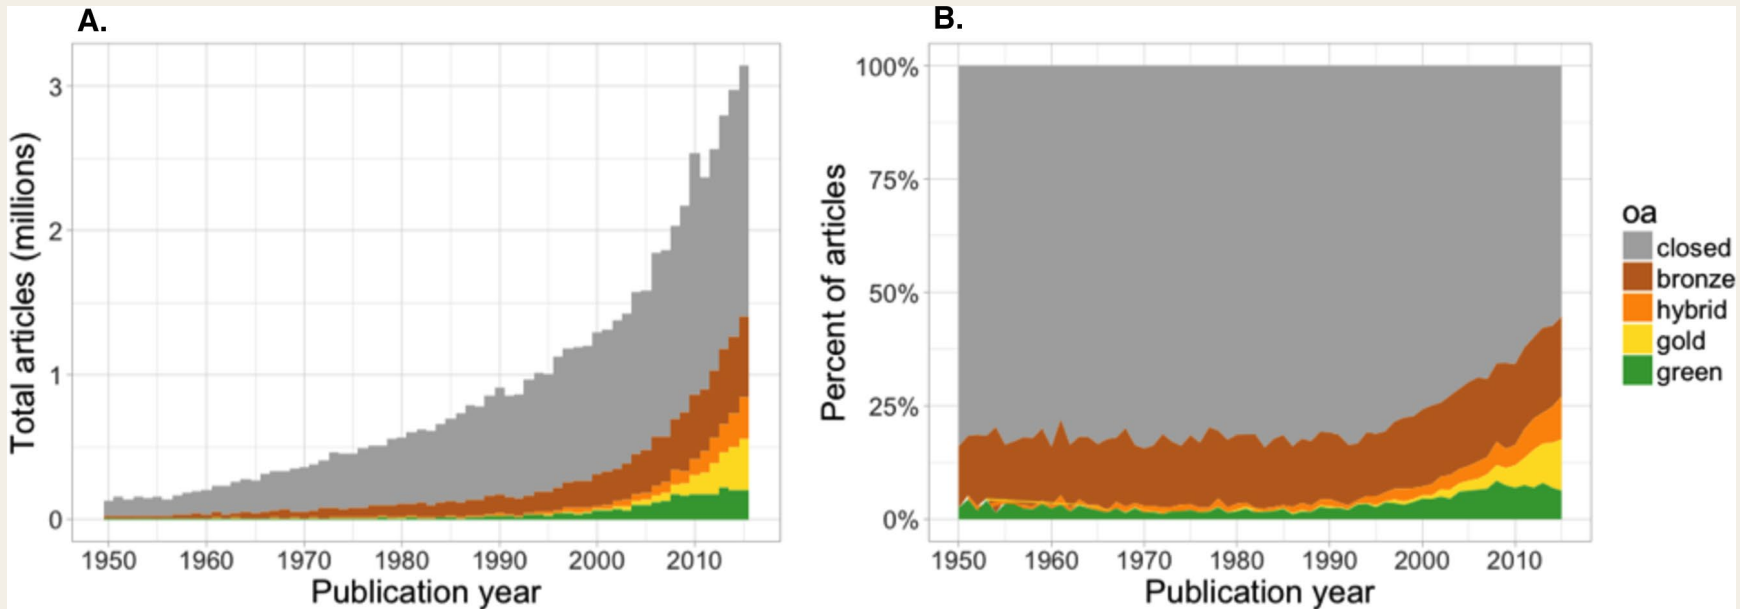 A.
Total articles (millions)
3
2
1
0
1950 1960 1970 1980 1990 2000 2010
Publication year
B.
Percent of articles
100%
75%
50%
25%
0%
1950 1960 1970 1980 1990 2000 2010
Publication year
oa
closed
bronze
hybrid
gold
green